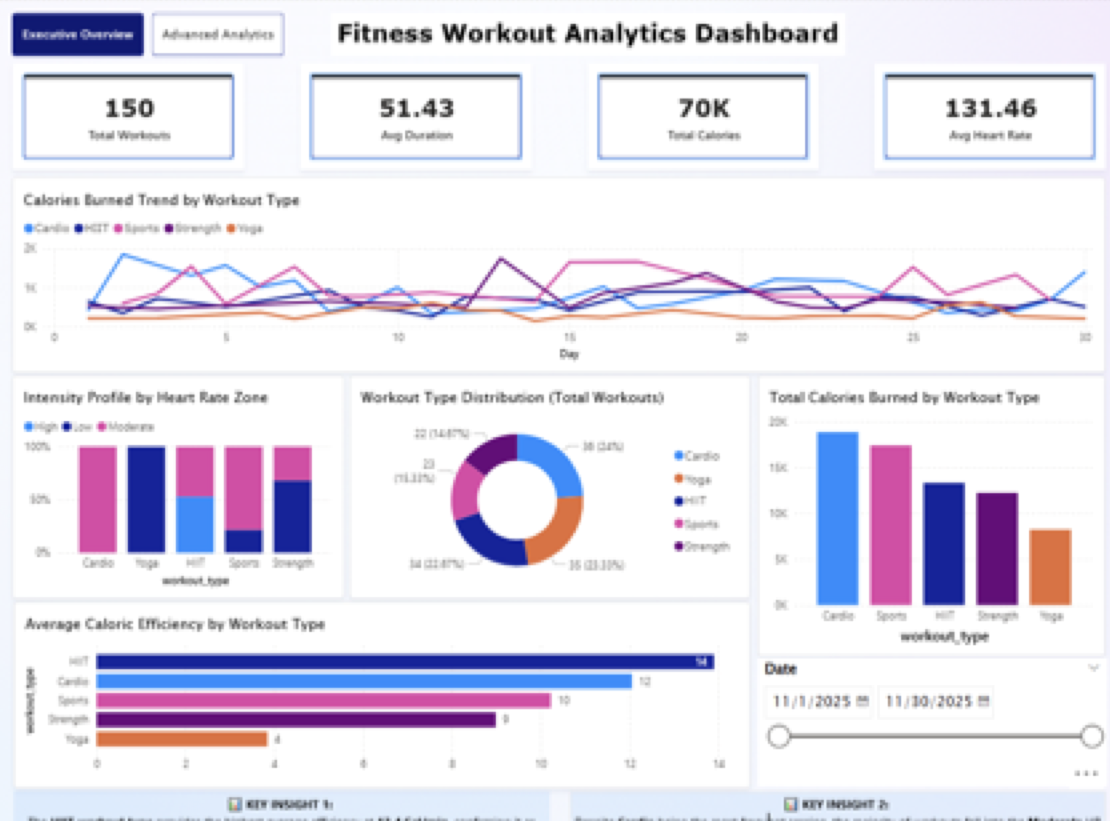 Executive Overview
Advanced Analytics
Fitness Workout Analytics Dashboard
150
Total Workouts
51.43
Avg Duration
70K
Total Calories
131.46
Avg Heart Rate
Calories Burned Trend by Workout Type
Cardio HIIT Sports Strength Yoga
2K
1K
0K
0 5 10 15 20 25 30
Day
Intensity Profile by Heart Rate Zone
High Low Moderate
100%
50%
0%
Cardio Yoga HIIT Sports Strength
workout_type
Workout Type Distribution (Total Workouts)
22 (14.67%)
36 (24%)
23
(15.33%)
34 (22.67%)
35 (23.33%)
Cardio
Yoga
HIIT
Sports
Strength
Total Calories Burned by Workout Type
20K
15K
10K
5K
0K
Cardio Sports HIIT Strength Yoga
workout_type
Average Caloric Efficiency by Workout Type
workout_type
HIIT 14
Cardio 12
Sports 10
Strength 9
Yoga 4
0 2 4 6 8 10 12 14
Date
11/1/2025 11/30/2025
KEY INSIGHT 1:
KEY INSIGHT 2: